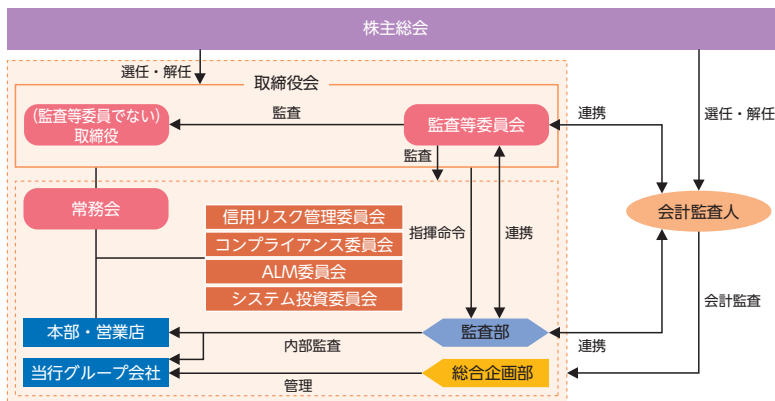 株主総会
選任・解任
取締役会
(監査等委員でない)
取締役
監査
監査等委員会
連携
選任・解任
監査
常務会
信用リスク管理委員会
コンプライアンス委員会
ALM委員会
システム投資委員会
指揮命令
連携
会計監査人
会計監査
本部・営業店
内部監査
監査部
連携
当行グループ会社
管理
総合企画部